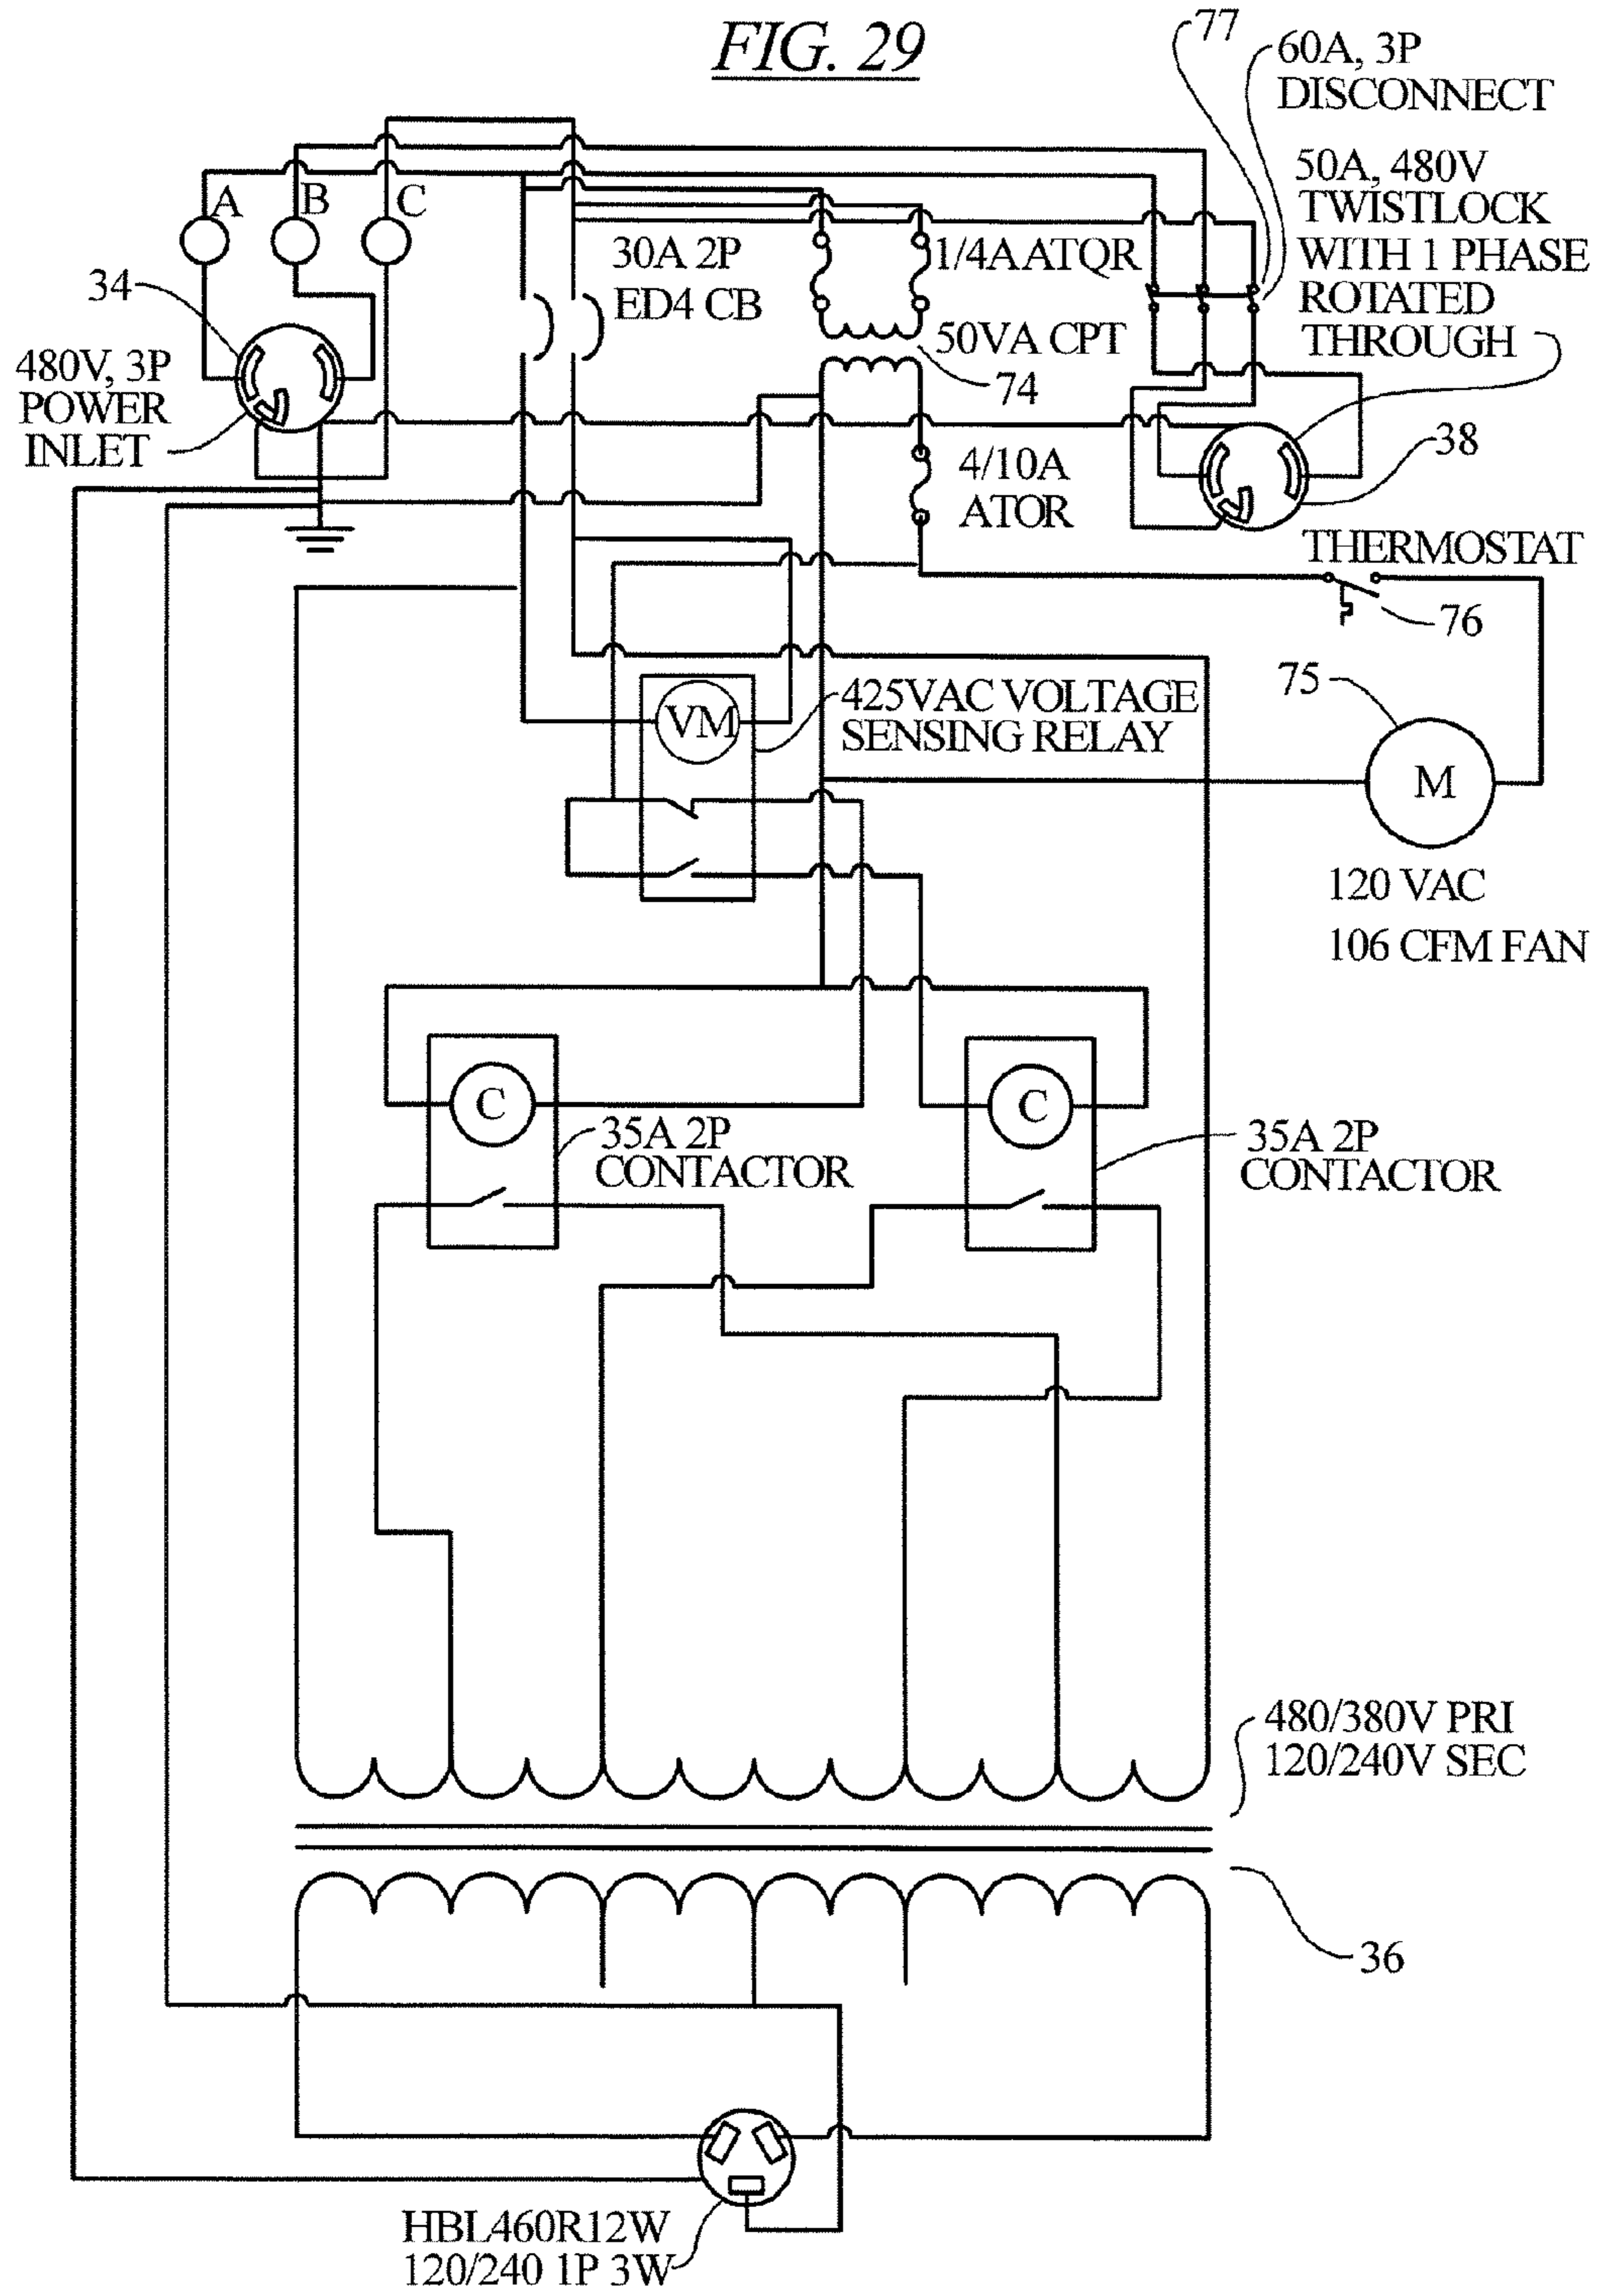 FIG. 29
77
60A, 3P
DISCONNECT
50A, 480V
TWISTLOCK
WITH 1 PHASE
ROTATED
THROUGH
A
B
C
34
480V, 3P
POWER
INLET
30A 2P
ED4 CB
1/4AATQR
50VA CPT
74
4/10A
ATOR
38
THERMOSTAT
76
75
M
120 VAC
106 CFM FAN
VM
425VAC VOLTAGE
SENSING RELAY
C
35A 2P
CONTACTOR
C
35A 2P
CONTACTOR
480/380V PRI
120/240V SEC
36
HBL460R12W
120/240 1P 3W